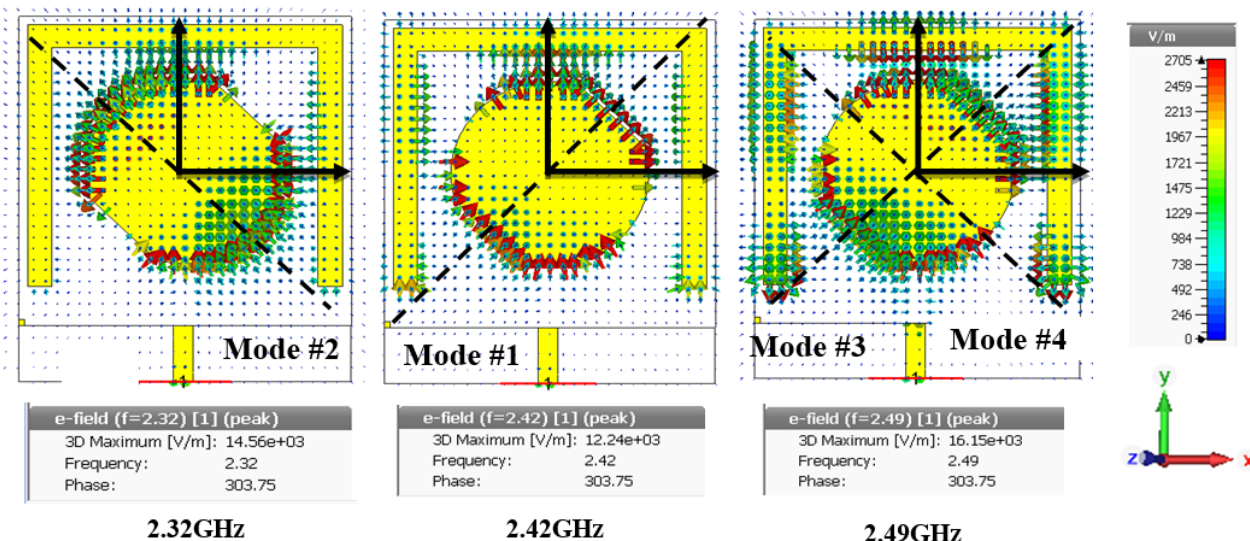 V/m
2705
2459
2213
1967
1721
1475
1229
984
738
492
246
0
Mode #2
Mode #1
Mode #3
Mode #4
1
1
1
y
z
x
e-field (f=2.32) [1] (peak)
3D Maximum [V/m]: 14.56e+03
Frequency: 2.32
Phase: 303.75
e-field (f=2.42) [1] (peak)
3D Maximum [V/m]: 12.24e+03
Frequency: 2.42
Phase: 303.75
e-field (f=2.49) [1] (peak)
3D Maximum [V/m]: 16.15e+03
Frequency: 2.49
Phase: 303.75
2.32GHz
2.42GHz
2.49GHz